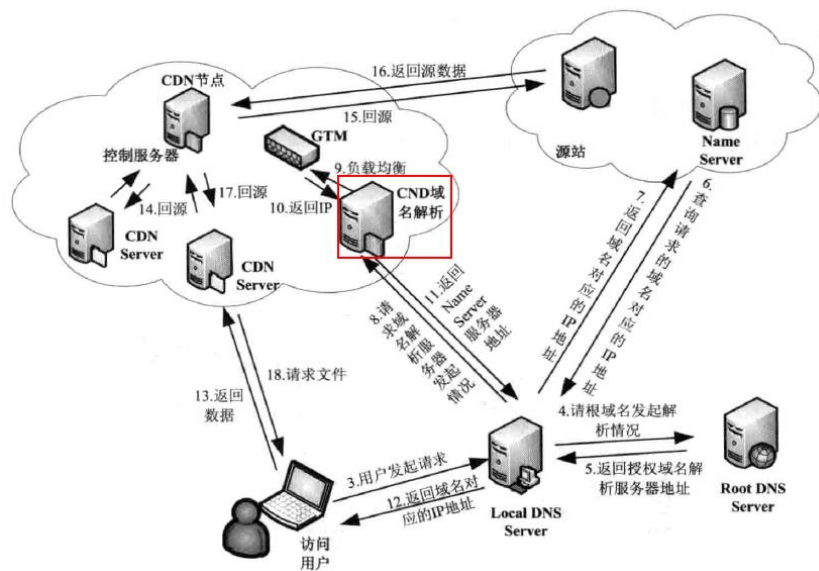 16.返回源数据
CDN节点
15.回源
GTM
源站
Name
Server
控制服务器
9.负载均衡
CND域
名解析
17.回源
14.回源
10.返回IP
CDN
Server
CDN
Server
7.返回域名对应的IP地址
6.查询请求的域名对应的IP地址
11.返回
Name
Server
服务器
地址
8.请
求域
名解
析服
务器
发起
情况
13.返回
数据
18.请求文件
4.请根域名发起解
析情况
3.用户发起请求
5.返回授权域名解
析服务器地址
12.返回域名对
应的IP地址
Local DNS
Server
Root DNS
Server
访问
用户